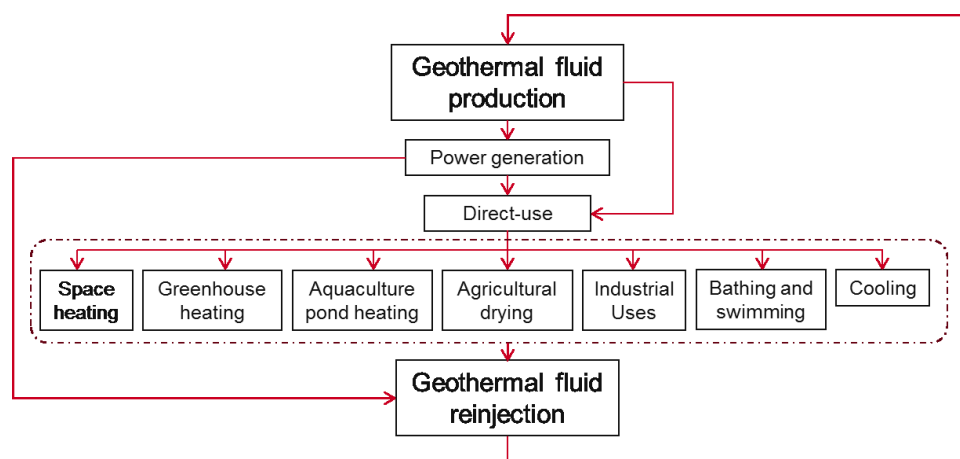 Geothermal fluid
production
Power generation
Direct-use
Space
heating
Greenhouse
heating
Aquaculture
pond heating
Agricultural
drying
Industrial
Uses
Bathing and
swimming
Cooling
Geothermal fluid
reinjection